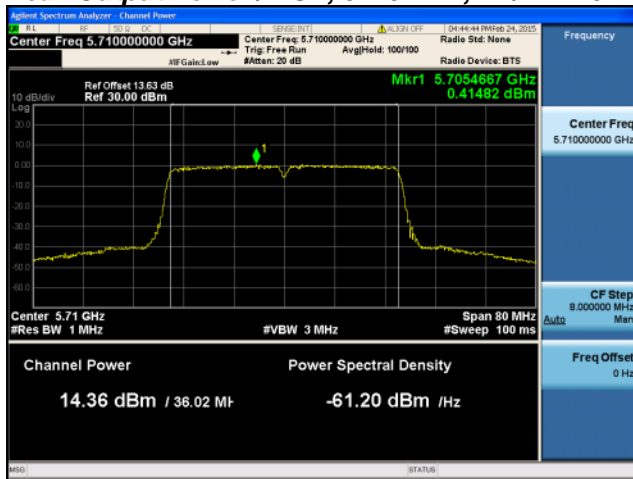 Agilent Spectrum Analyzer - Channel Power
RL RF 50 Ω DC SENSE:INT ALIGN OFF 04:44:44 PM Feb 24, 2015
Center Freq 5.710000000 GHz
Center Freq: 5.710000000 GHz
Radio Std: None
Trig: Free Run Avg|Hold: 100/100
#IFGain:Low #Atten: 20 dB Radio Device: BTS
Frequency
Mkr1 5.7054667 GHz
0.41482 dBm
Ref Offset 13.63 dB
10 dB/div Ref 30.00 dBm
Log
20.0
10.0
0.00
-10.0
-20.0
-30.0
-40.0
-50.0
-60.0
1
Center 5.71 GHz Span 80 MHz
#Res BW 1 MHz #VBW 3 MHz #Sweep 100 ms
Channel Power Power Spectral Density
14.36 dBm / 36.02 MH -61.20 dBm /Hz
Center Freq
5.710000000 GHz
CF Step
8.000000 MHz
Auto Man
Freq Offset
0 Hz
MSG STATUS